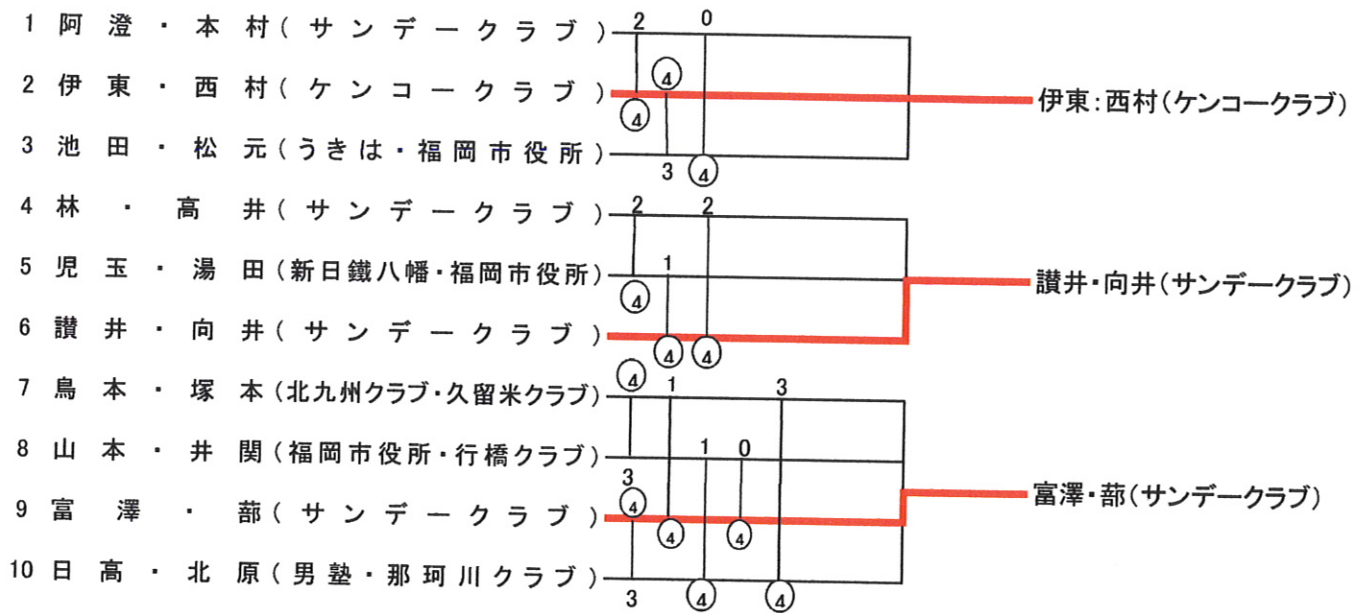 2 0
1 阿澄・本村(サンデークラブ)
④
2 伊東・西村(ケンコークラブ) 伊東:西村(ケンコークラブ)
④
3 池田・松元(うきは・福岡市役所)
3 ④
4 林・高井(サンデークラブ) 2 2
5 児玉・湯田(新日鐵八幡・福岡市役所) 1 讃井・向井(サンデークラブ)
④
6 讃井・向井(サンデークラブ)
④ ④
7 鳥本・塚本(北九州クラブ・久留米クラブ) ④ 1 3
8 山本・井関(福岡市役所・行橋クラブ) 1 0
3 富澤・蔀(サンデークラブ)
9 富澤・蔀(サンデークラブ) ④
④ ④
10 日高・北原(男塾・那珂川クラブ)
3 ④ ④